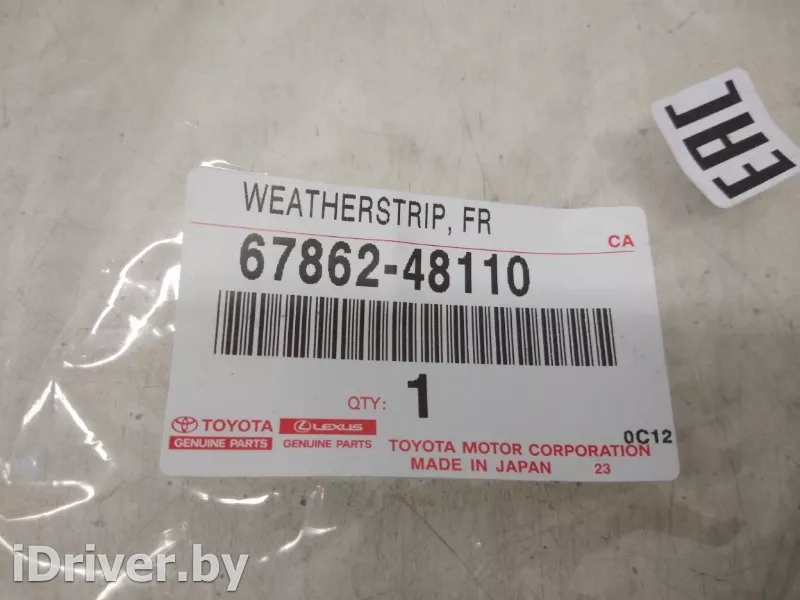 EAC
WEATHERSTRIP, FR
CA
67862-48110
QTY: 1
TOYOTA
GENUINE PARTS
LEXUS
GENUINE PARTS
0C12
TOYOTA MOTOR CORPORATION
MADE IN JAPAN 23
iDriver.by